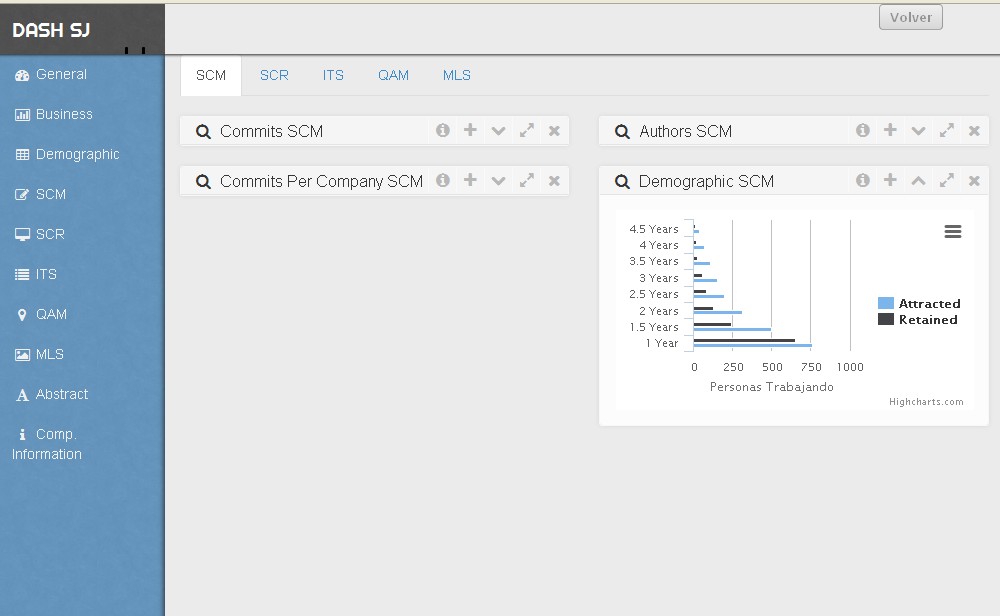 DASH SJ
Volver
General
Business
Demographic
SCM
SCR
ITS
QAM
MLS
Abstract
Comp.
Information
SCM SCR ITS QAM MLS
Commits SCM
Authors SCM
Commits Per Company SCM
Demographic SCM
4.5 Years
4 Years
3.5 Years
3 Years
2.5 Years
2 Years
1.5 Years
1 Year
0 250 500 750 1000
Personas Trabajando
Attracted
Retained
Highcharts.com